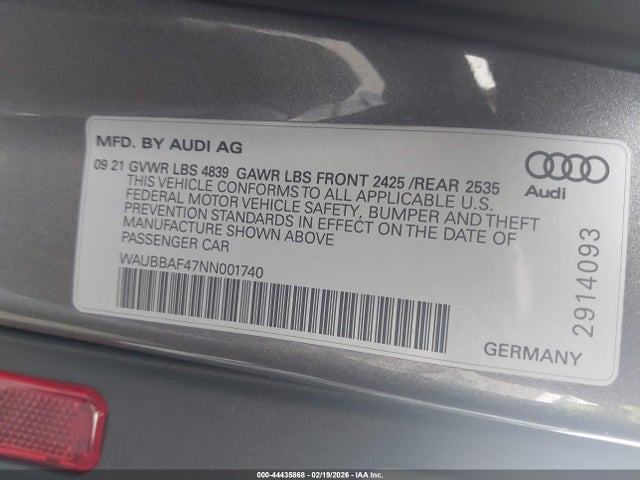 MFD. BY AUDI AG
09 21 GVWR LBS 4839 GAWR LBS FRONT 2425 /REAR 2535
THIS VEHICLE CONFORMS TO ALL APPLICABLE U.S.
FEDERAL MOTOR VEHICLE SAFETY, BUMPER AND THEFT
PREVENTION STANDARDS IN EFFECT ON THE DATE OF
MANUFACTURE SHOWN ABOVE
PASSENGER CAR
WAUBBAF47NN001740
Audi
2914093
GERMANY
000-44435868 - 02/19/2026 - IAA Inc.